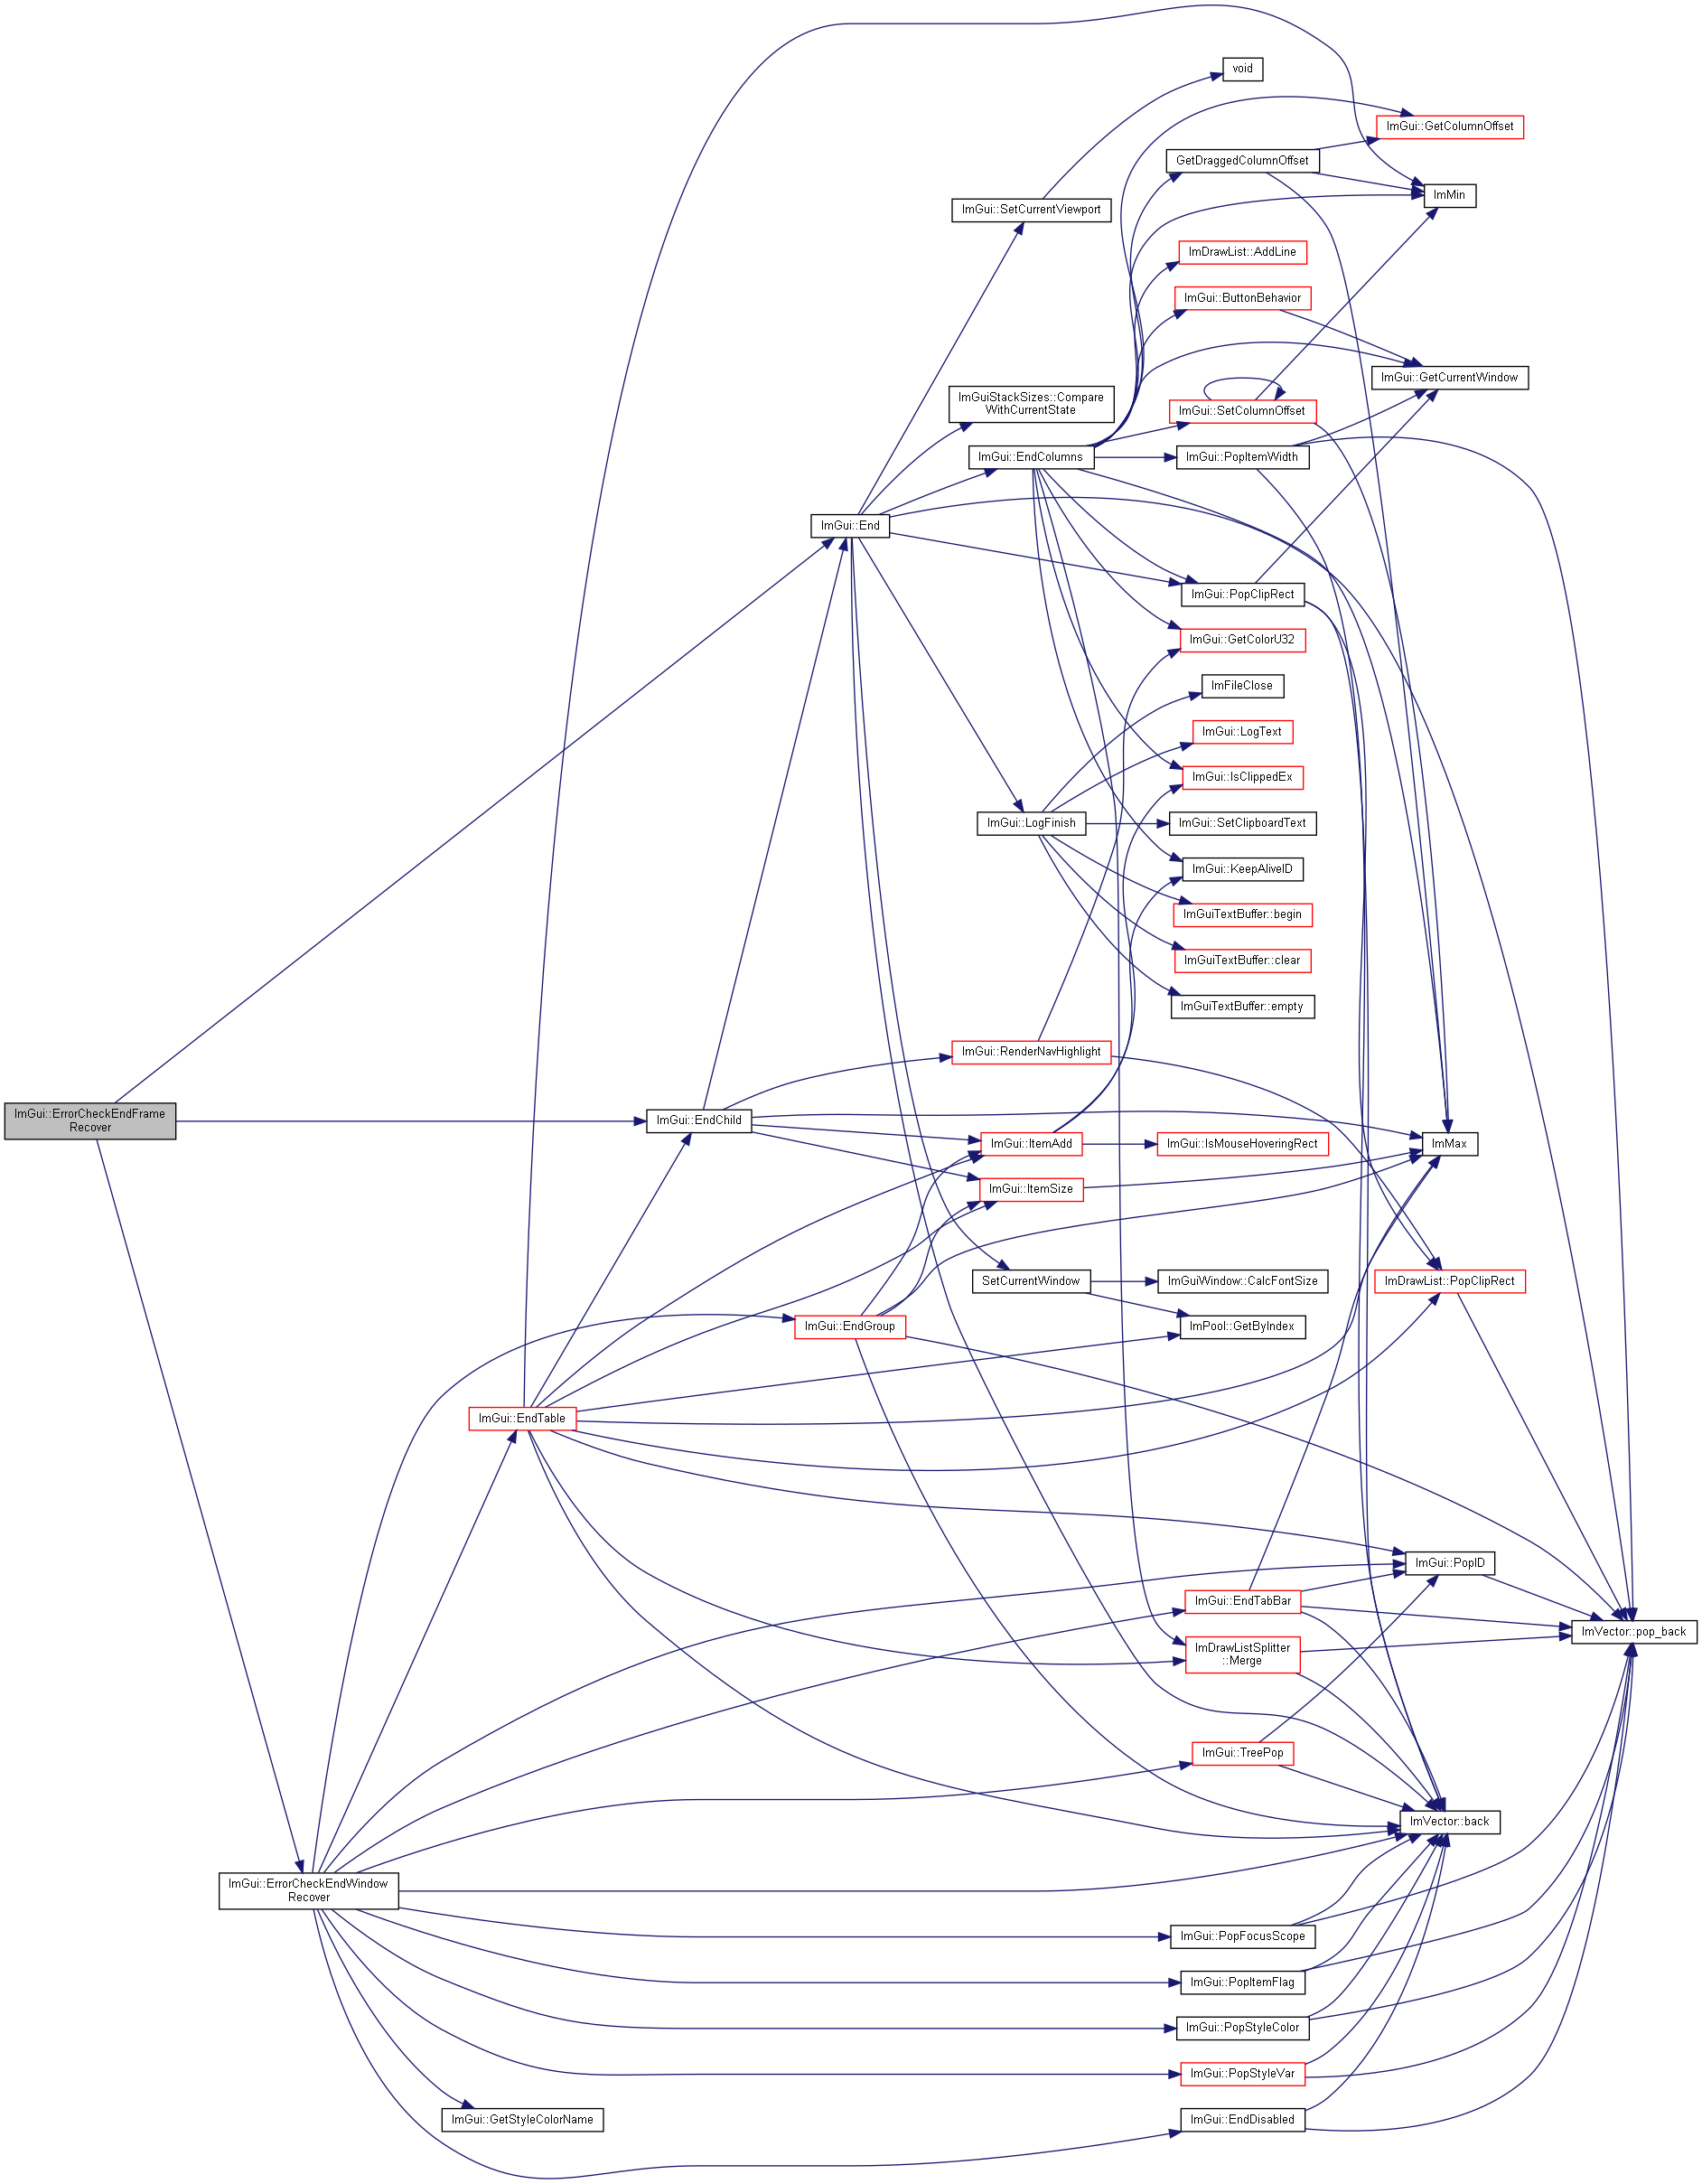 void
ImGui::GetColumnOffset
GetDraggedColumnOffset
ImMin
ImGui::SetCurrentViewport
ImDrawList::AddLine
ImGui::ButtonBehavior
ImGui::GetCurrentWindow
ImGuiStackSizes::Compare
WithCurrentState
ImGui::SetColumnOffset
ImGui::EndColumns
ImGui::PopItemWidth
ImGui::End
ImGui::PopClipRect
ImGui::GetColorU32
ImFileClose
ImGui::LogText
ImGui::IsClippedEx
ImGui::LogFinish
ImGui::SetClipboardText
ImGui::KeepAliveID
ImGuiTextBuffer::begin
ImGuiTextBuffer::clear
ImGuiTextBuffer::empty
ImGui::RenderNavHighlight
ImGui::ErrorCheckEndFrame
Recover
ImGui::EndChild
ImGui::ItemAdd
ImGui::IsMouseHoveringRect
ImMax
ImGui::ItemSize
SetCurrentWindow
ImGuiWindow::CalcFontSize
ImDrawList::PopClipRect
ImGui::EndGroup
ImPool::GetByIndex
ImGui::EndTable
ImGui::PopID
ImGui::EndTabBar
ImVector::pop_back
ImDrawListSplitter
::Merge
ImGui::TreePop
ImVector::back
ImGui::ErrorCheckEndWindow
Recover
ImGui::PopFocusScope
ImGui::PopItemFlag
ImGui::PopStyleColor
ImGui::PopStyleVar
ImGui::GetStyleColorName
ImGui::EndDisabled